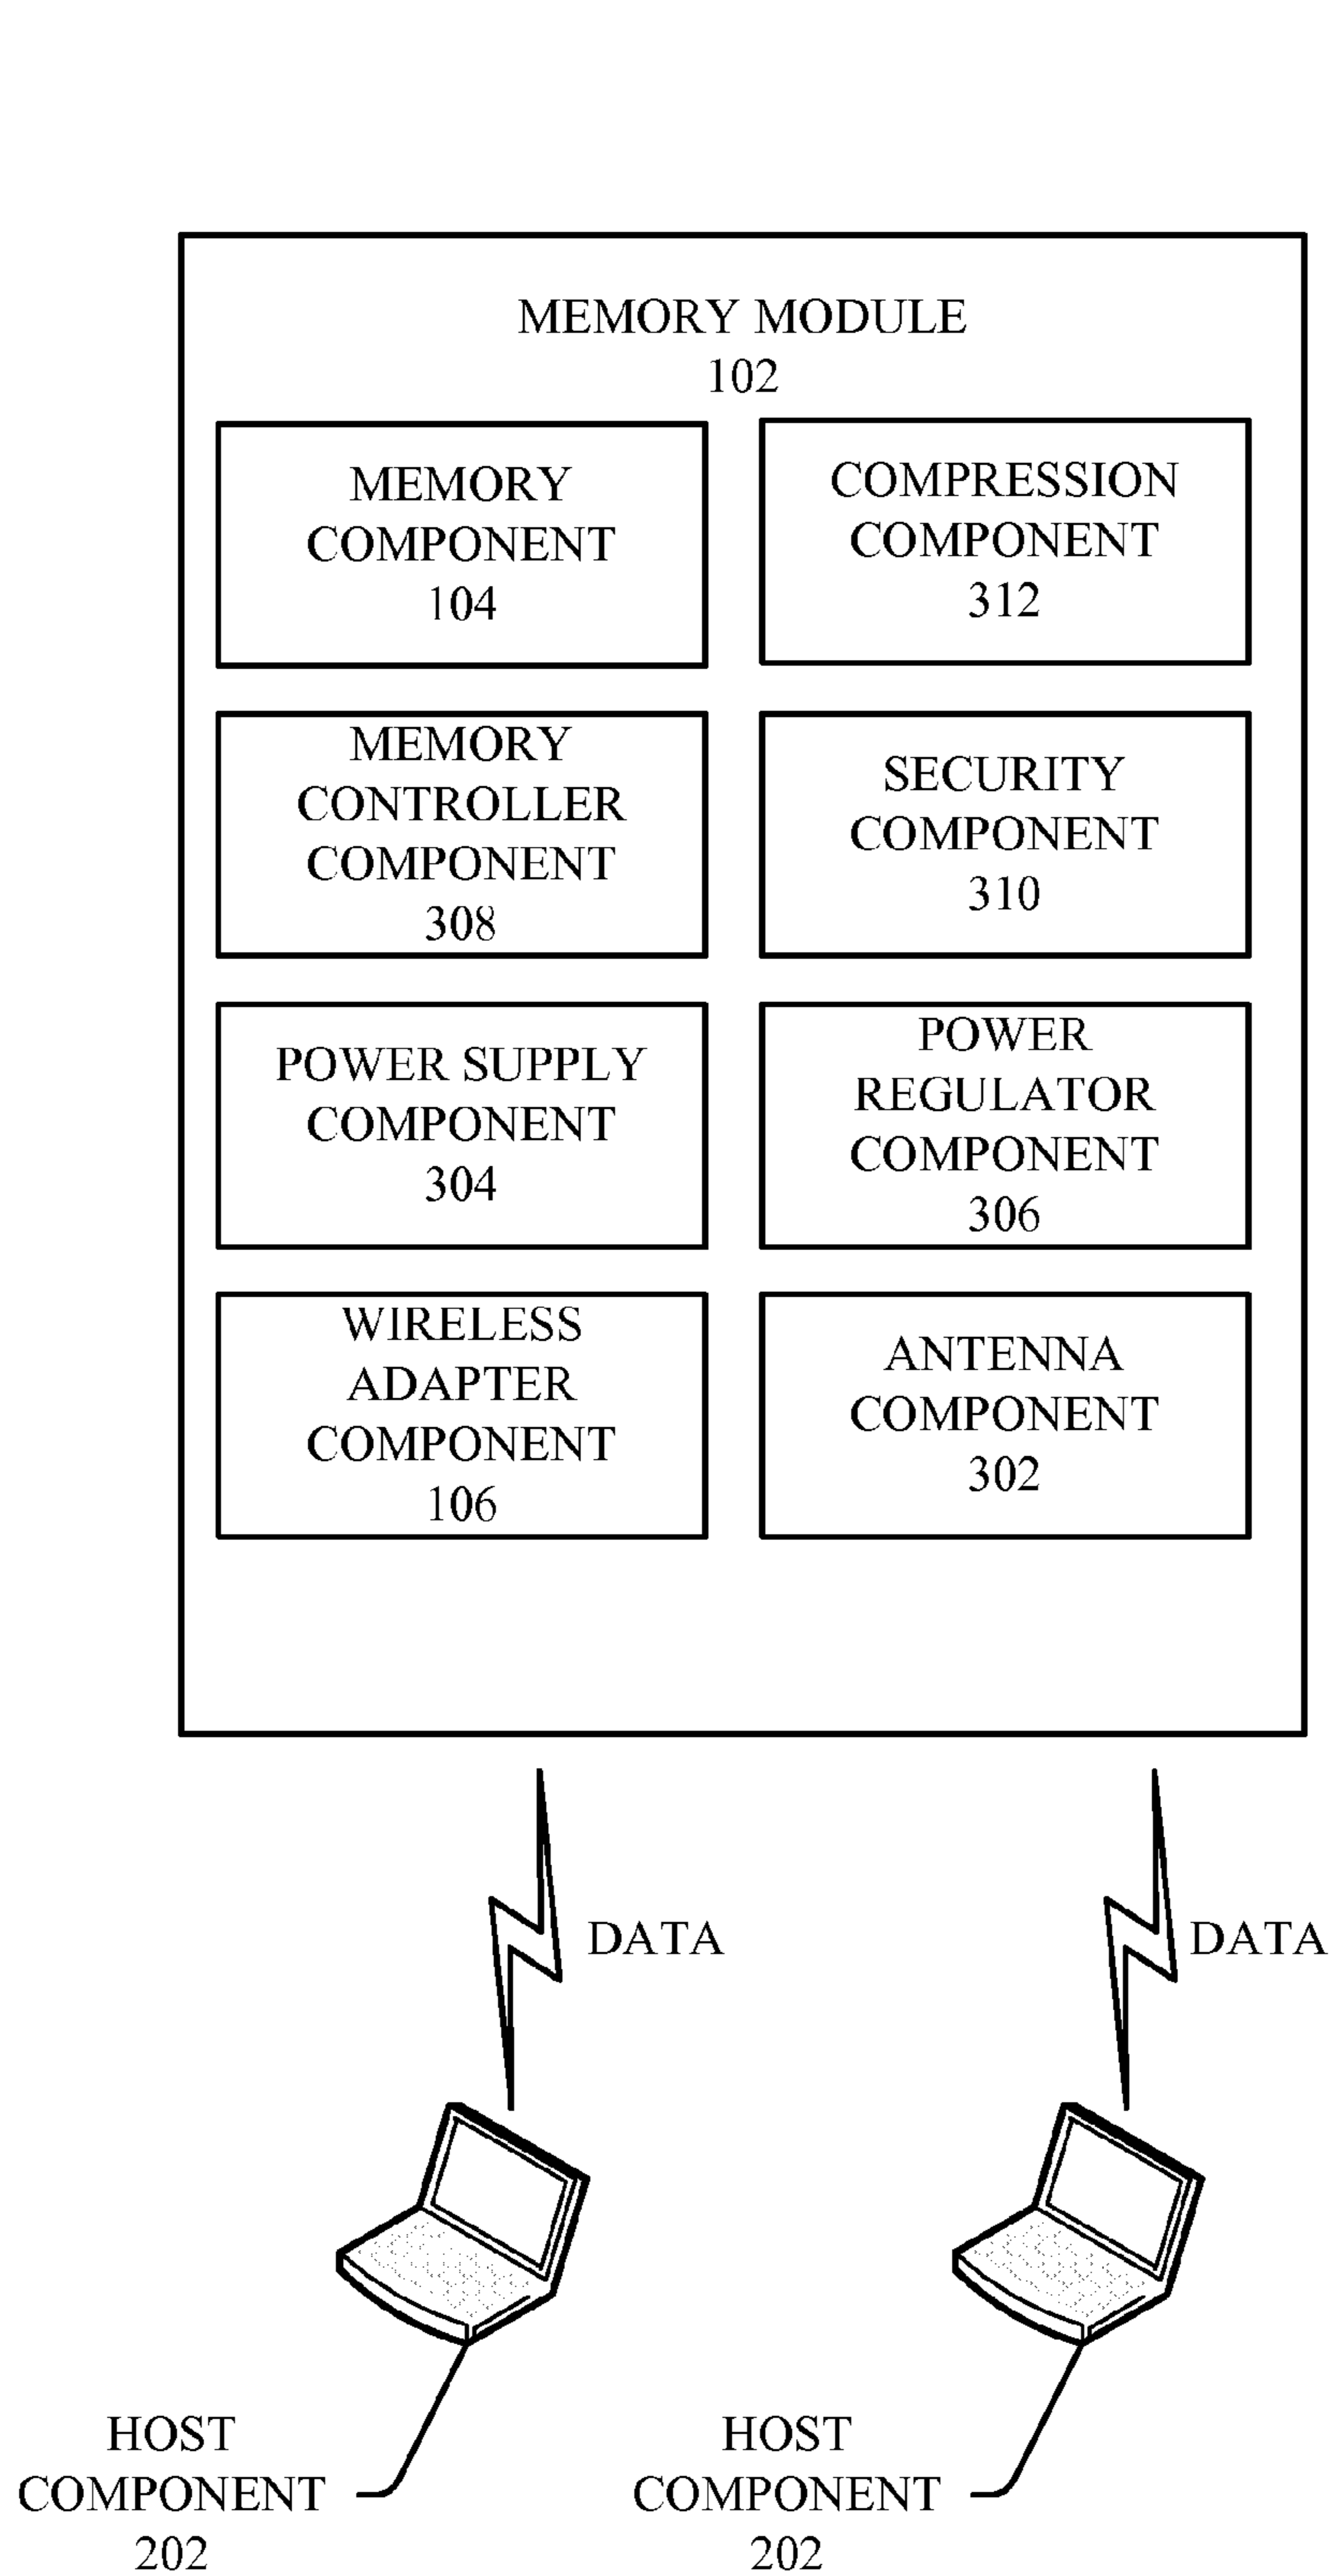 MEMORY MODULE
102
MEMORY
COMPONENT
104
COMPRESSION
COMPONENT
312
MEMORY
CONTROLLER
COMPONENT
308
SECURITY
COMPONENT
310
POWER SUPPLY
COMPONENT
304
POWER
REGULATOR
COMPONENT
306
WIRELESS
ADAPTER
COMPONENT
106
ANTENNA
COMPONENT
302
DATA
DATA
HOST
COMPONENT
202
HOST
COMPONENT
202